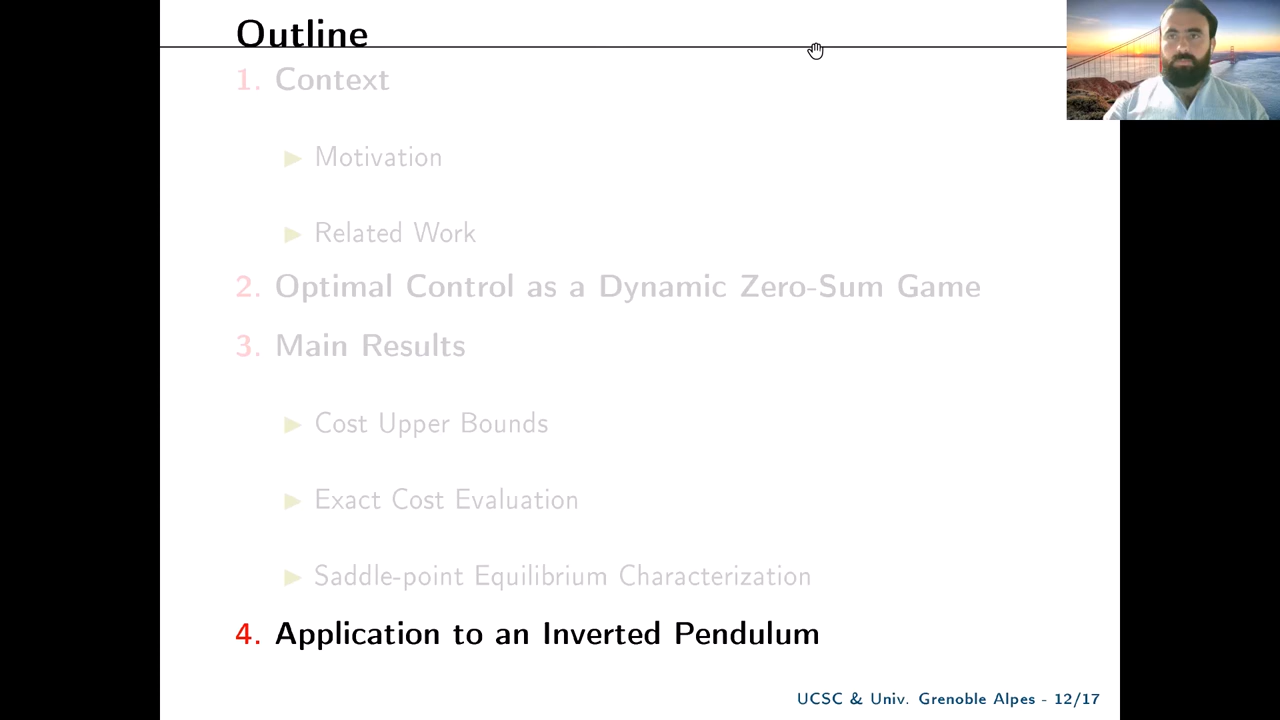 Outline
1. Context
▶ Motivation
▶ Related Work
2. Optimal Control as a Dynamic Zero-Sum Game
3. Main Results
▶ Cost Upper Bounds
▶ Exact Cost Evaluation
▶ Saddle-point Equilibrium Characterization
4. Application to an Inverted Pendulum
UCSC & Univ. Grenoble Alpes - 12/17